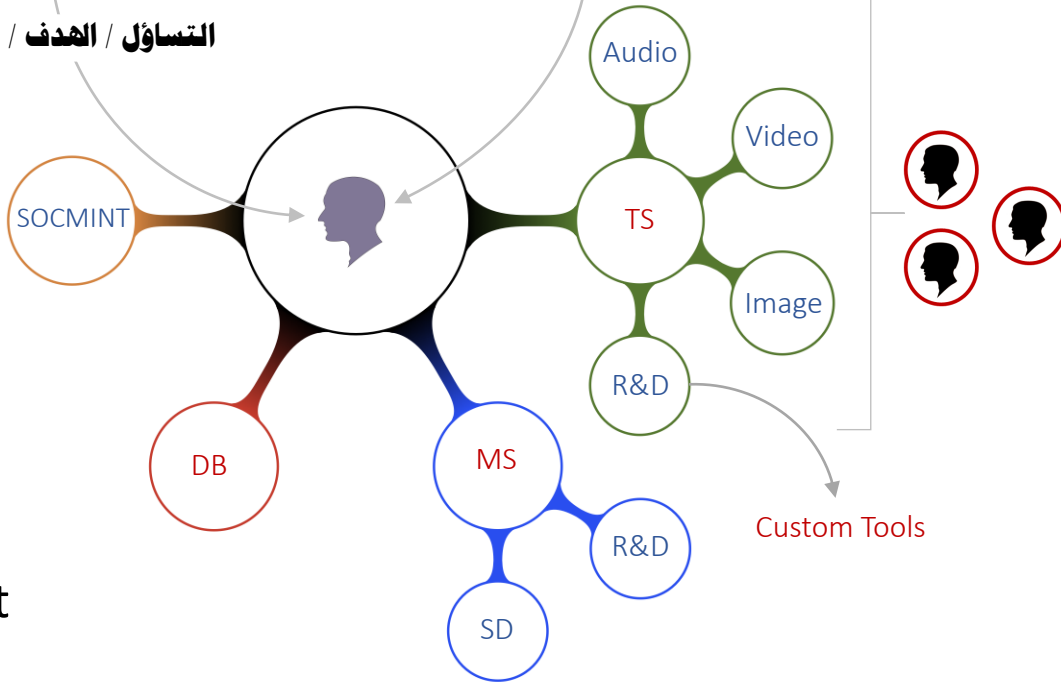 التساؤل / الهدف /
Audio
Video
SOCMINT
TS
Image
R&D
DB
MS
Custom Tools
R&D
t
SD